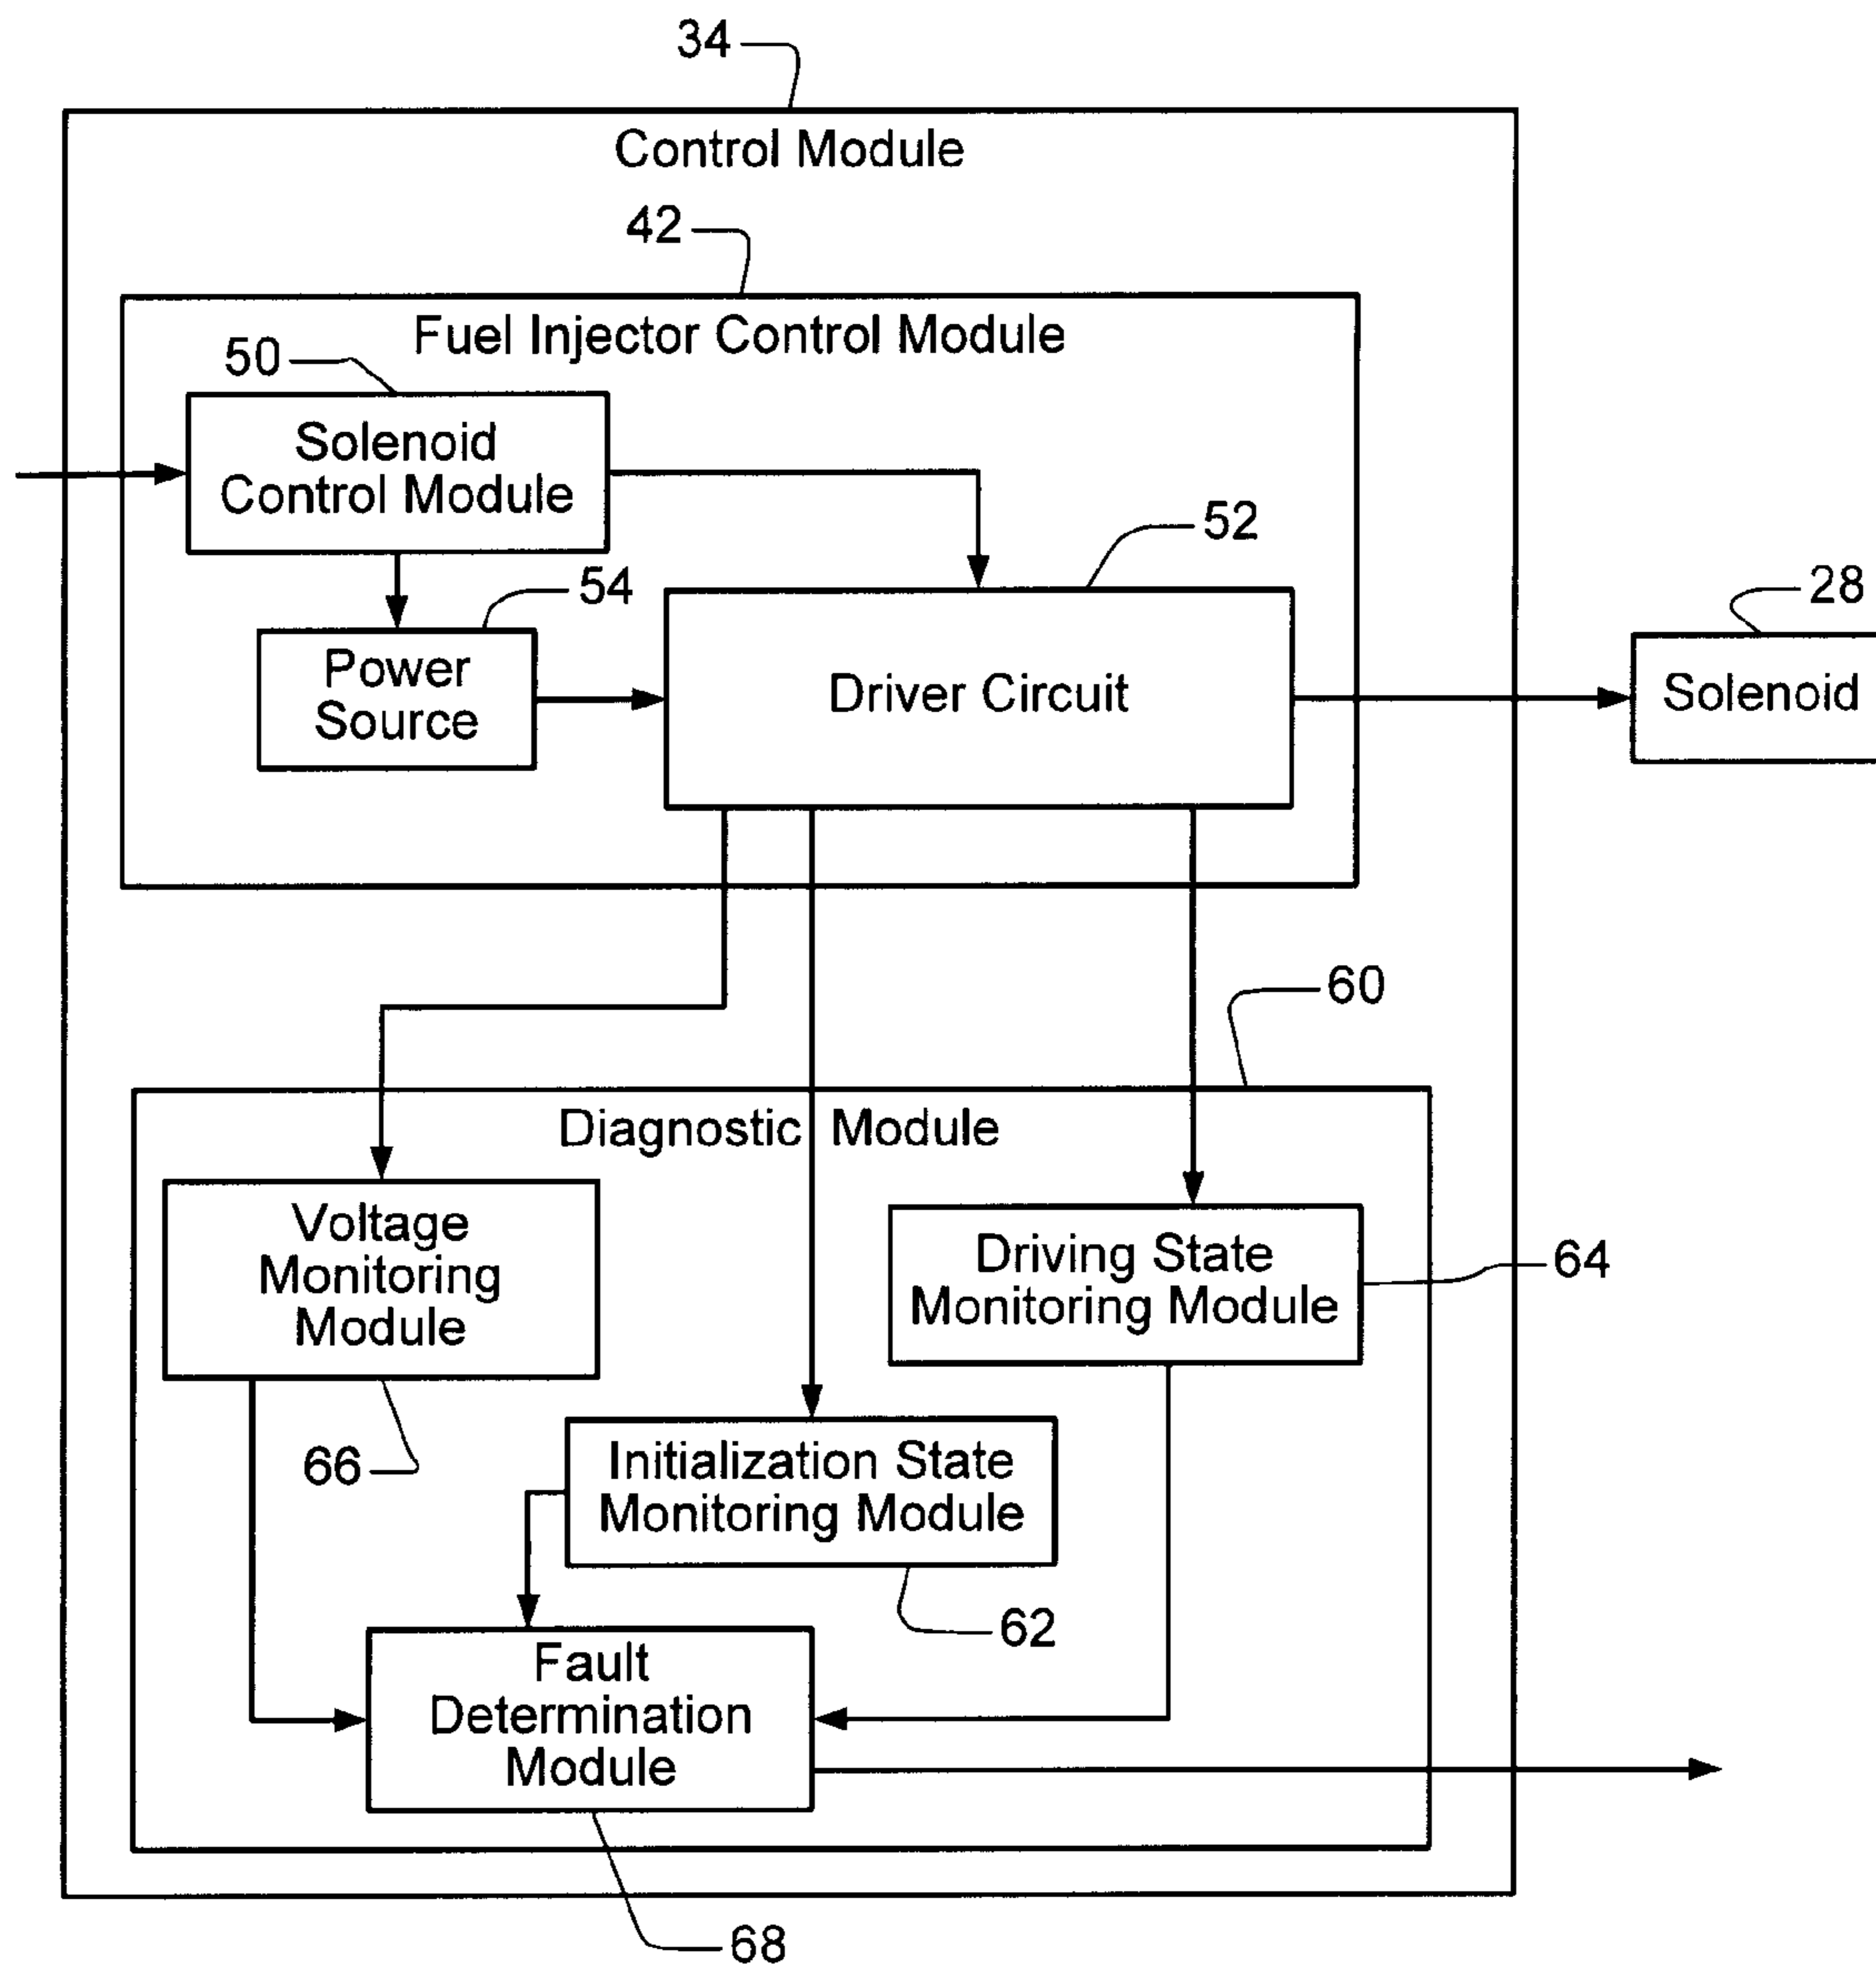 34
Control Module
42
Fuel Injector Control Module
50
Solenoid
Control Module
52
54
28
Power
Source
Driver Circuit
Solenoid
60
Diagnostic Module
Voltage
Monitoring
Module
Driving State
Monitoring Module
64
66
Initialization State
Monitoring Module
62
Fault
Determination
Module
68